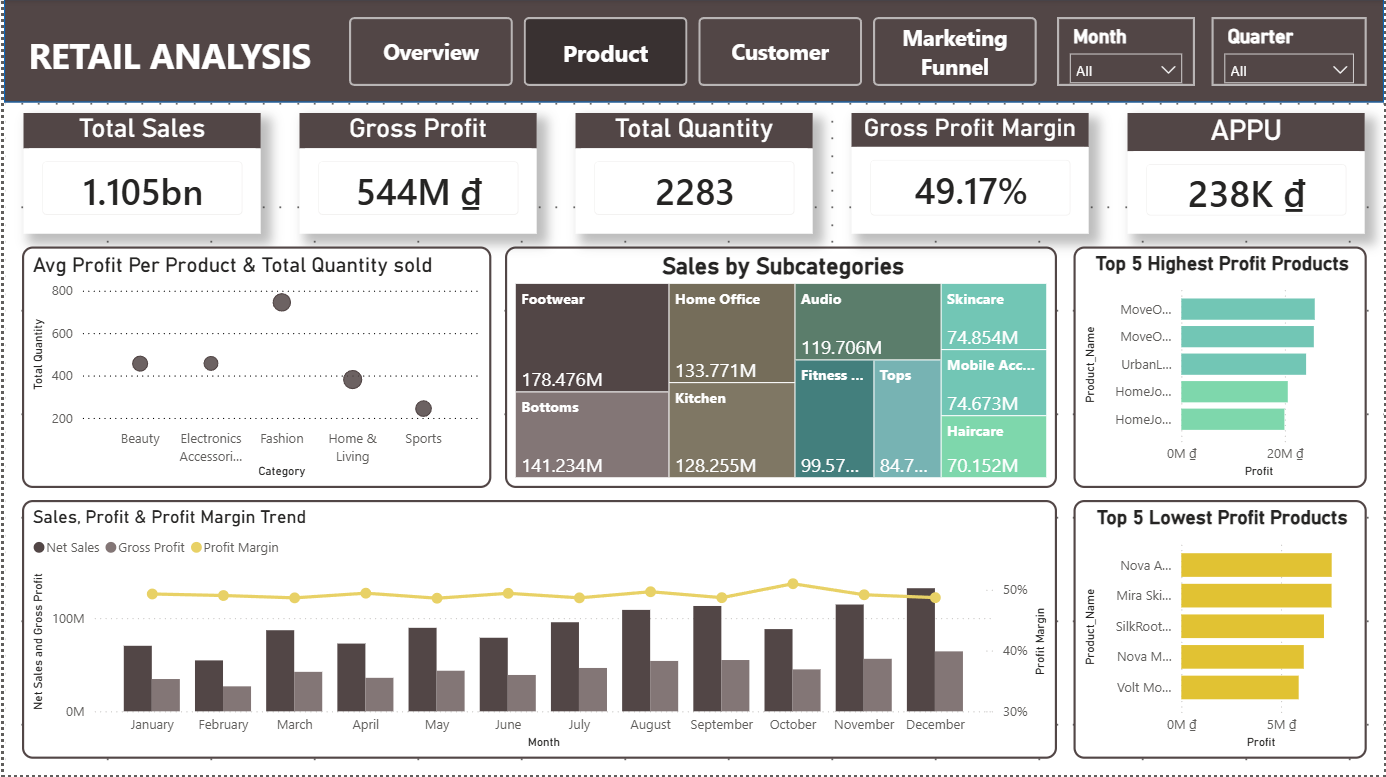 RETAIL ANALYSIS
Overview
Product
Customer
Marketing
Funnel
Month
All
Quarter
All
Total Sales
1.105bn
Gross Profit
544M ₫
Total Quantity
2283
Gross Profit Margin
49.17%
APPU
238K ₫
Avg Profit Per Product & Total Quantity sold
Total Quantity
800
600
400
200
Beauty
Electronics
Accessori...
Fashion
Home &
Living
Sports
Category
Sales by Subcategories
Footwear
178.476M
Bottoms
141.234M
Home Office
133.771M
Kitchen
128.255M
Audio
119.706M
Fitness ...
99.57...
Tops
84.7...
Skincare
74.854M
Mobile Acc...
74.673M
Haircare
70.152M
Top 5 Highest Profit Products
Product_Name
MoveO...
MoveO...
UrbanL...
HomeJo...
HomeJo...
0M ₫ 20M ₫
Profit
Sales, Profit & Profit Margin Trend
Net Sales Gross Profit Profit Margin
Net Sales and Gross Profit
100M
0M
50%
40%
30%
Profit Margin
January February March April May June July August September October November December
Month
Top 5 Lowest Profit Products
Product_Name
Nova A...
Mira Ski...
SilkRoot...
Nova M...
Volt Mo...
0M ₫ 5M ₫
Profit